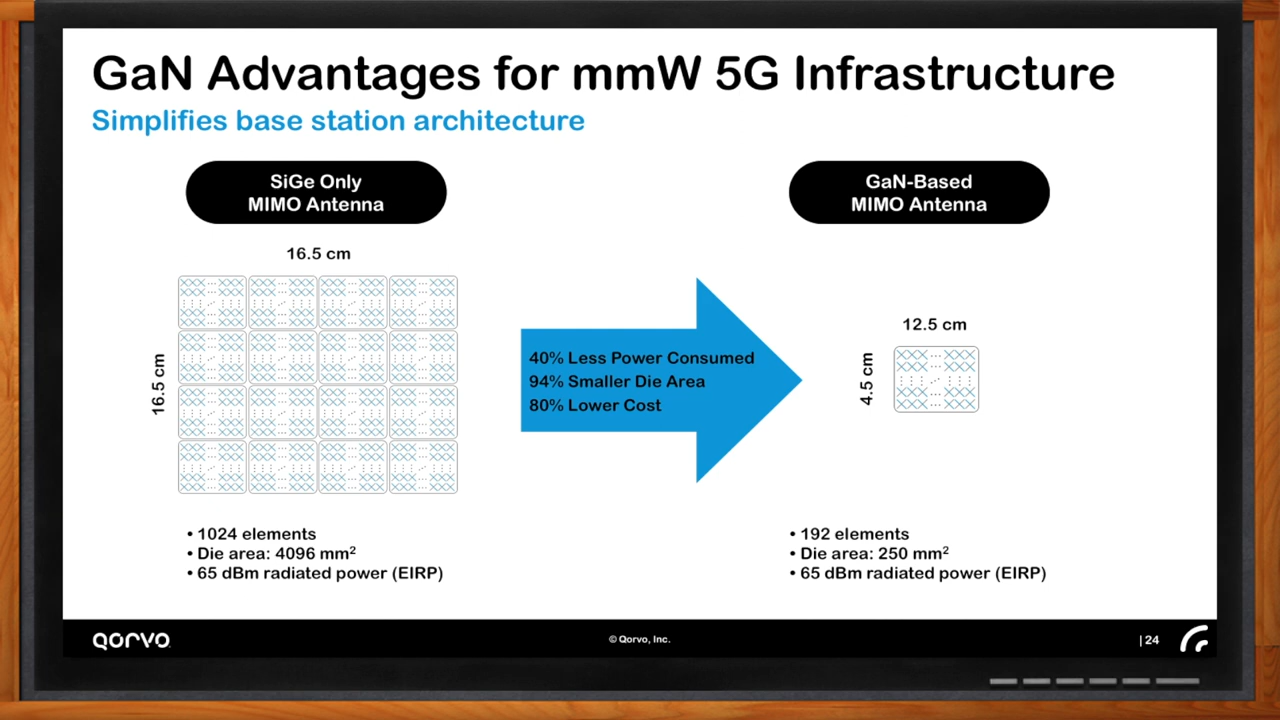 GaN Advantages for mmW 5G Infrastructure
Simplifies base station architecture
SiGe Only
MIMO Antenna
16.5 cm
16.5 cm
40% Less Power Consumed
94% Smaller Die Area
80% Lower Cost
GaN-Based
MIMO Antenna
12.5 cm
4.5 cm
• 1024 elements
• Die area: 4096 mm²
• 65 dBm radiated power (EIRP)
• 192 elements
• Die area: 250 mm²
• 65 dBm radiated power (EIRP)
QORVO
© Qorvo, Inc.
| 24